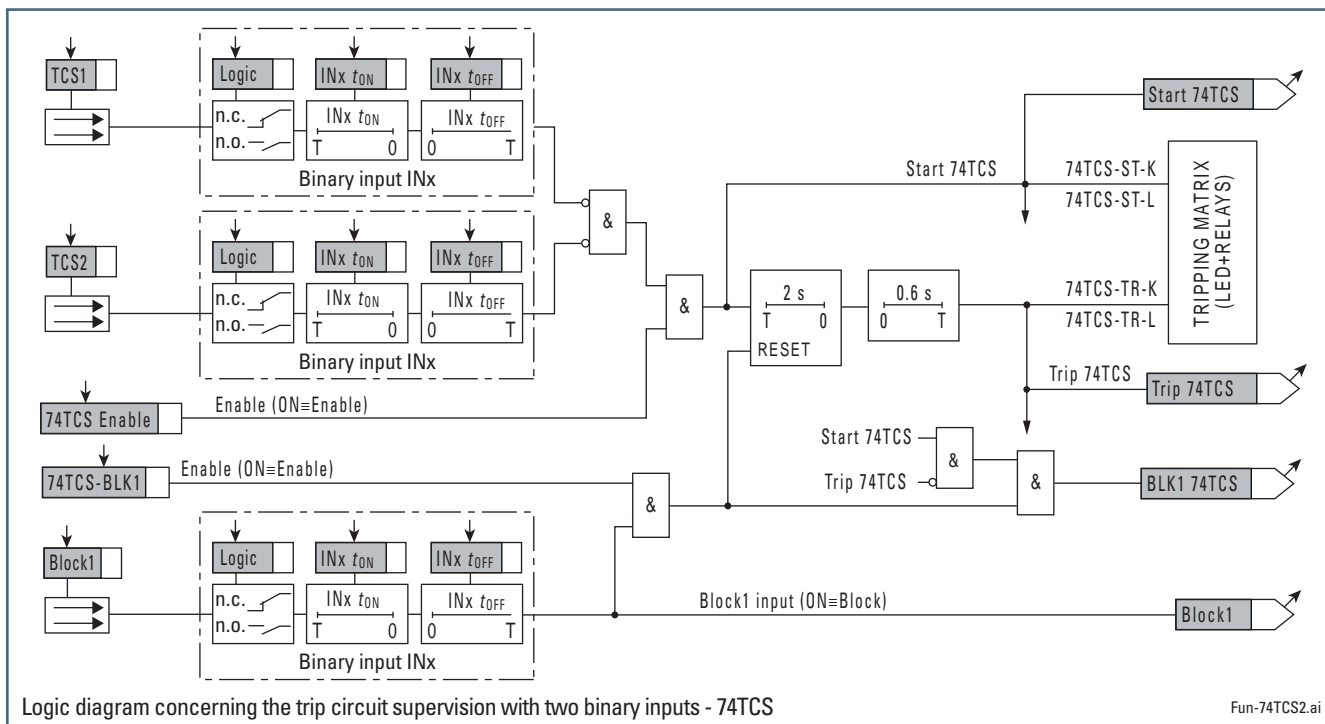 TCS1
Logic
INx tON
INx tOFF
n.c.
n.o.
INx tON
T 0
INx tOFF
0 T
Binary input INx
TCS2
Logic
INx tON
INx tOFF
n.c.
n.o.
INx tON
T 0
INx tOFF
0 T
Binary input INx
&
&
74TCS Enable
Enable (ON≡Enable)
74TCS-BLK1
Enable (ON≡Enable)
Block1
Logic
INx tON
INx tOFF
n.c.
n.o.
INx tON
T 0
INx tOFF
0 T
Binary input INx
&
2 s
T 0
RESET
0.6 s
0 T
Start 74TCS
Start 74TCS
74TCS-ST-K
74TCS-ST-L
74TCS-TR-K
74TCS-TR-L
TRIPPING MATRIX
(LED+RELAYS)
Trip 74TCS
Trip 74TCS
Start 74TCS
Trip 74TCS
&
&
BLK1 74TCS
Block1 input (ON≡Block)
Block1
Logic diagram concerning the trip circuit supervision with two binary inputs - 74TCS
Fun-74TCS2.ai